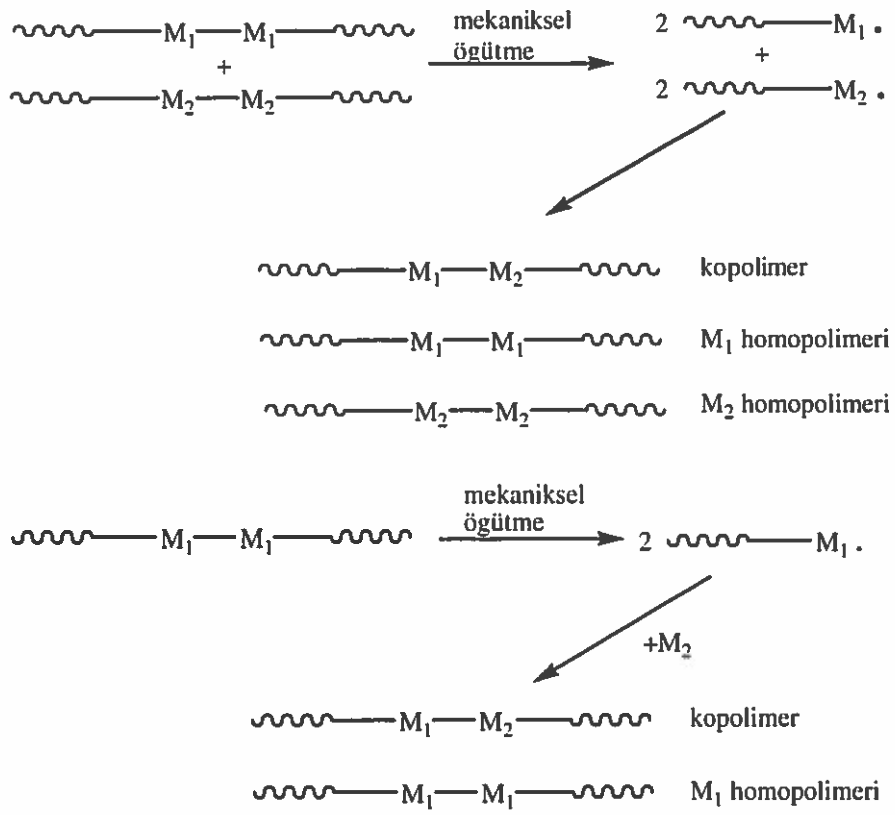 M₁ M₁ mekaniksel 2 M₁ .
+ ögütme +
M₂ M₂ 2 M₂ .
M₁ M₂ kopolimer
M₁ M₁ M₁ homopolimeri
M₂ M₂ M₂ homopolimeri
mekaniksel
ögütme
M₁ M₁ 2 M₁ .
+M₂
M₁ M₂ kopolimer
M₁ M₁ M₁ homopolimeri